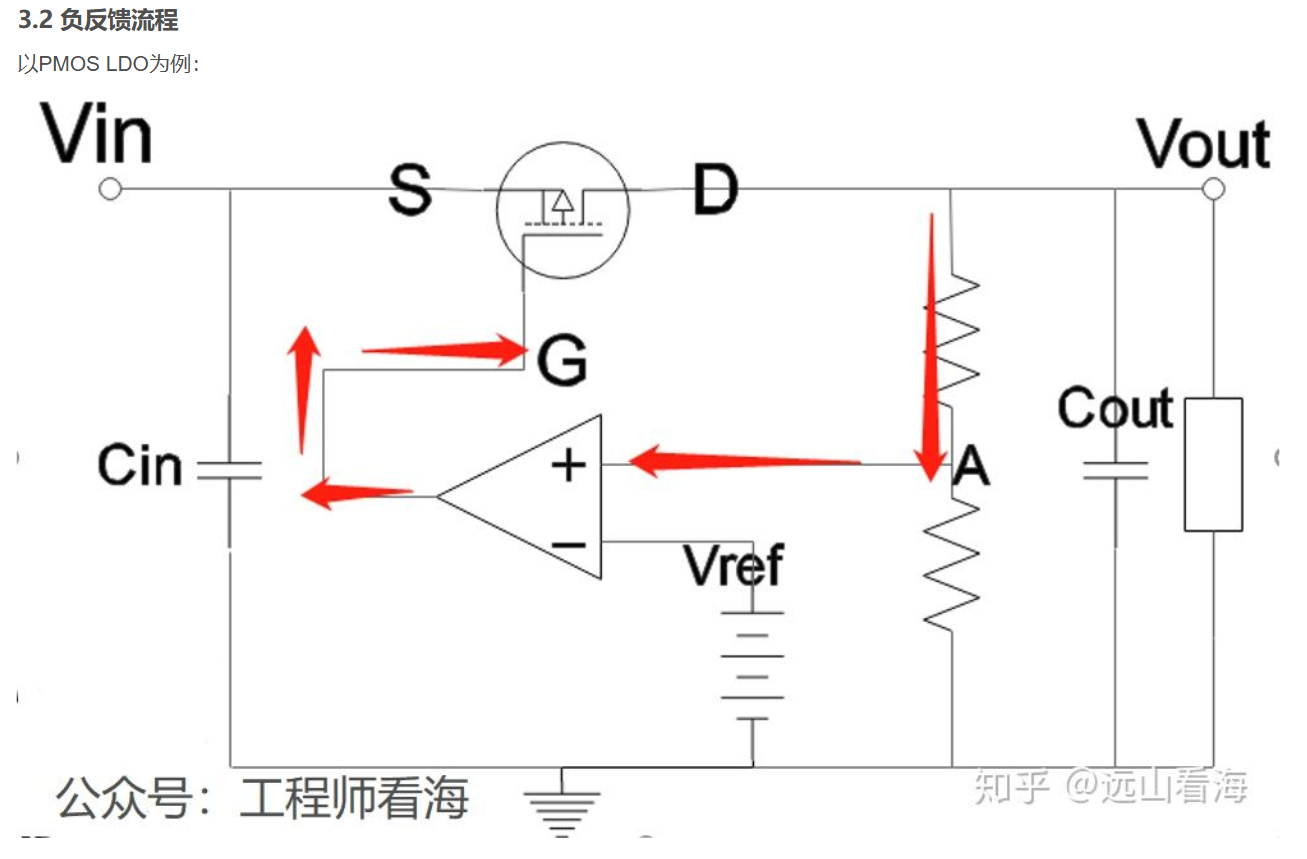 3.2 负反馈流程
以PMOS LDO为例：
Vin
Vout
S
D
G
Cin
+
A
Cout
−
Vref
公众号：工程师看海
知乎 @远山看海